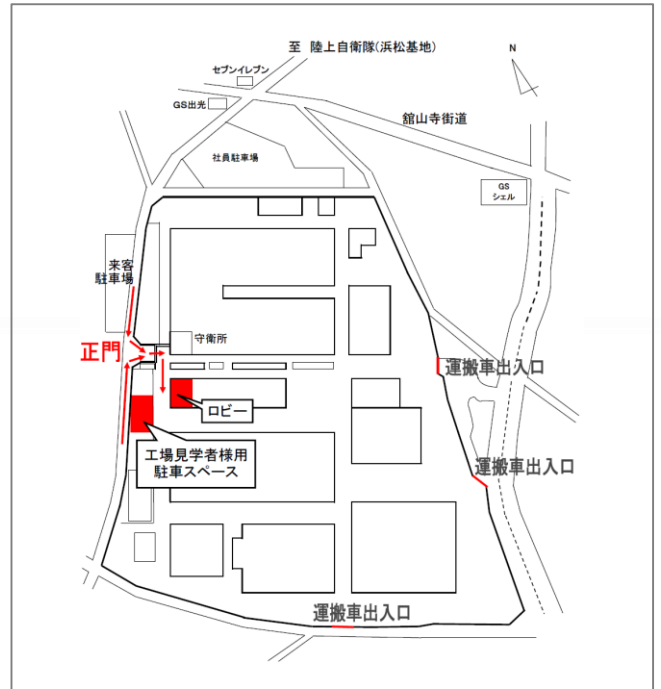 至 陸上自衛隊(浜松基地)
N
セブンイレブン
GS出光
舘山寺街道
社員駐車場
GS
シェル
来客
駐車場
守衛所
正門
運搬車出入口
ロビー
工場見学者様用
駐車スペース
運搬車出入口
運搬車出入口